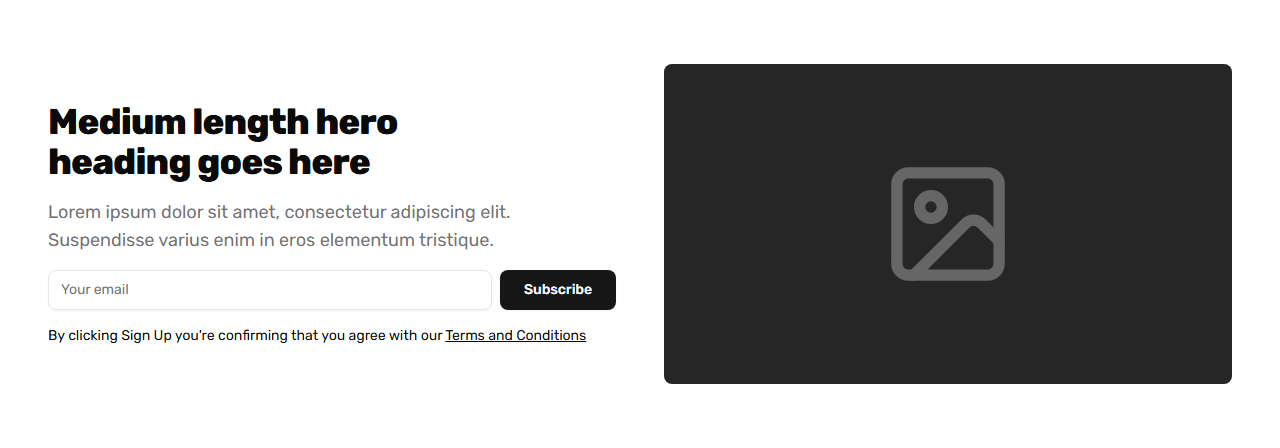 Medium length hero
heading goes here
Lorem ipsum dolor sit amet, consectetur adipiscing elit.
Suspendisse varius enim in eros elementum tristique.
Your email
Subscribe
By clicking Sign Up you're confirming that you agree with our Terms and Conditions